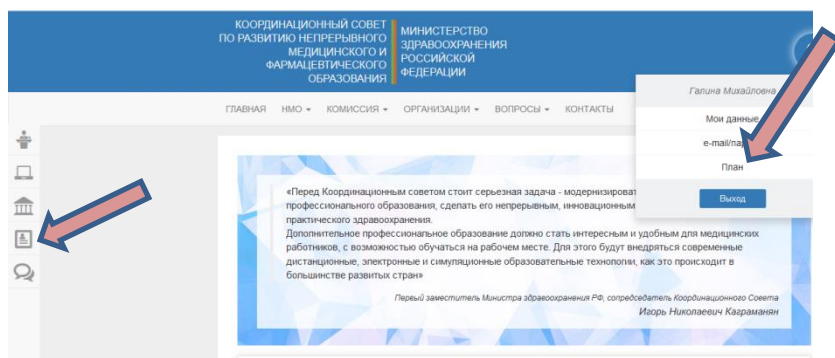 КООРДИНАЦИОННЫЙ СОВЕТ
ПО РАЗВИТИЮ НЕПРЕРЫВНОГО
МЕДИЦИНСКОГО И
ФАРМАЦЕВТИЧЕСКОГО
ОБРАЗОВАНИЯ
МИНИСТЕРСТВО
ЗДРАВООХРАНЕНИЯ
РОССИЙСКОЙ
ФЕДЕРАЦИИ
Галина Михайловна
ГЛАВНАЯ НМО КОМИССИЯ ОРГАНИЗАЦИИ ВОПРОСЫ КОНТАКТЫ
Мои данные
e-mail/
План
Выход
«Перед Координационным советом стоит серьезная задача - модернизироват
профессионального образования, сделать его непрерывным, инновационным
практического здравоохранения.
Дополнительное профессиональное образование должно стать интересным и удобным для медицинских
работников, с возможностью обучаться на рабочем месте. Для этого будут внедряться современные
дистанционные, электронные и симуляционные образовательные технологии, как это происходит в
большинстве развитых стран»
Первый заместитель Министра здравоохранения РФ, сопредседатель Координационного Совета
Игорь Николаевич Каграманян